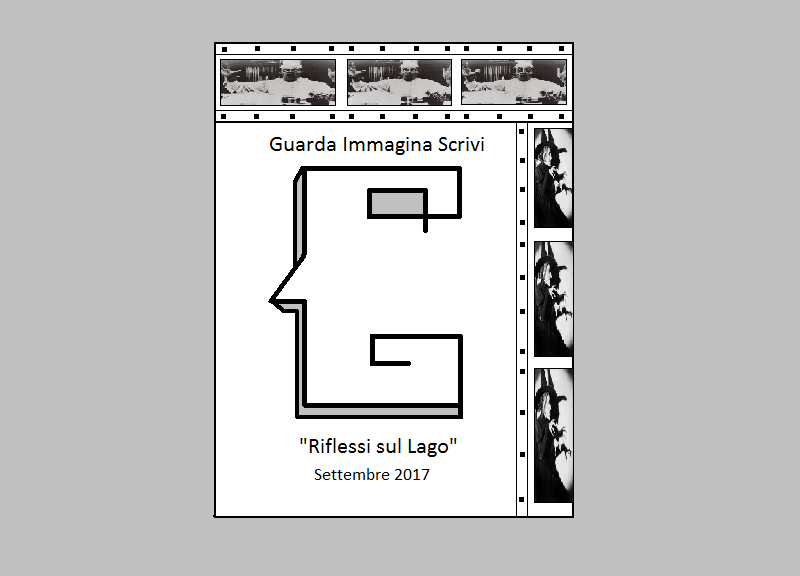 Guarda Immagina Scrivi
"Riflessi sul Lago"
Settembre 2017